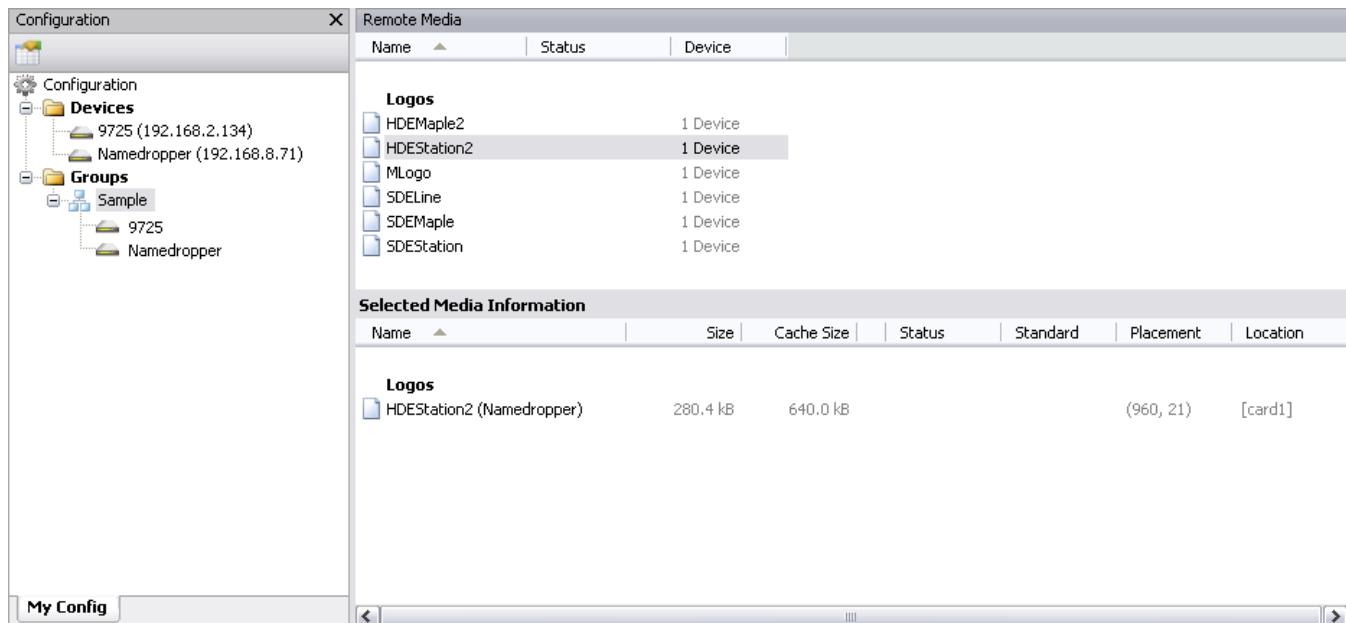 Configuration X
Configuration
Devices
9725 (192.168.2.134)
Namedropper (192.168.8.71)
Groups
Sample
9725
Namedropper
My Config
Remote Media
Name Status Device
Logos
HDEMaple2 1 Device
HDEStation2 1 Device
MLogo 1 Device
SDELine 1 Device
SDEMaple 1 Device
SDEStation 1 Device
Selected Media Information
Name Size Cache Size Status Standard Placement Location
Logos
HDEStation2 (Namedropper) 280.4 kB 640.0 kB (960, 21) [card1]